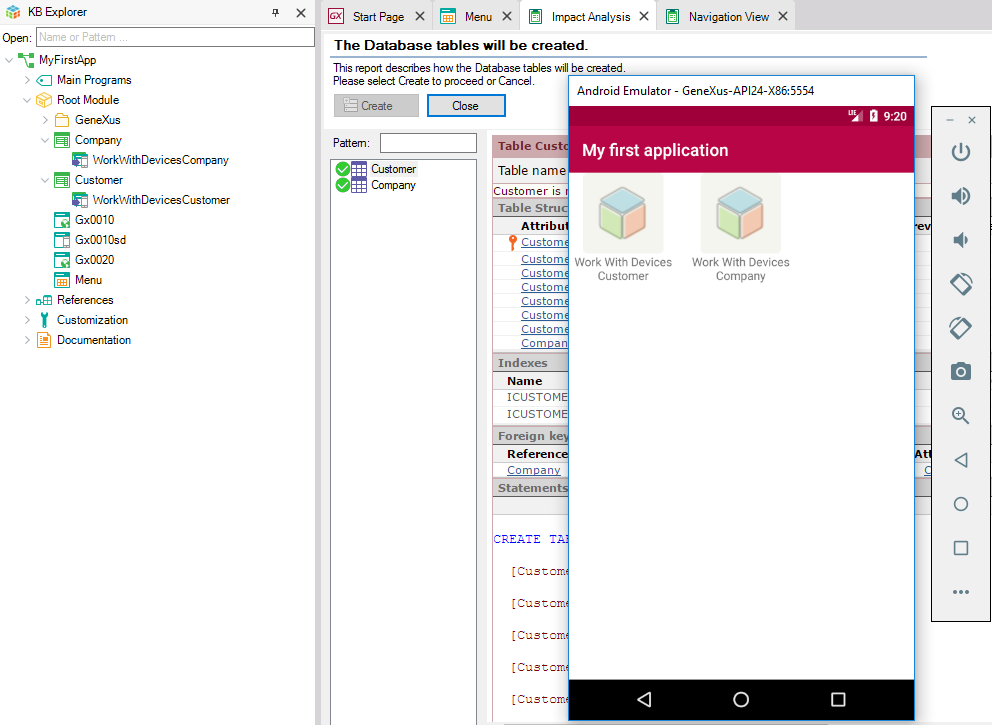 KB Explorer
Open: Name or Pattern ...
MyFirstApp
Main Programs
Root Module
GeneXus
Company
WorkWithDevicesCompany
Customer
WorkWithDevicesCustomer
Gx0010
Gx0010sd
Gx0020
Menu
References
Customization
Documentation
GX Start Page Menu Impact Analysis Navigation View
The Database tables will be created.
This report describes how the Database tables will be created.
Please select Create to proceed or Cancel.
Create Close
Pattern:
Customer
Company
Table Custo
Table name
Customer is n
Table Struc
Attribut
Custome
Custome
Custome
Custome
Custome
Custome
Custome
Compan
Indexes
Name
ICUSTOME
ICUSTOME
Foreign key
Reference
Att
Company
C
Statements
CREATE TAB
[Custome
[Custome
[Custome
[Custome
[Custome
Android Emulator - GeneXus-API24-X86:5554
LTE 9:20
My first application
Work With Devices
Customer
Work With Devices
Company